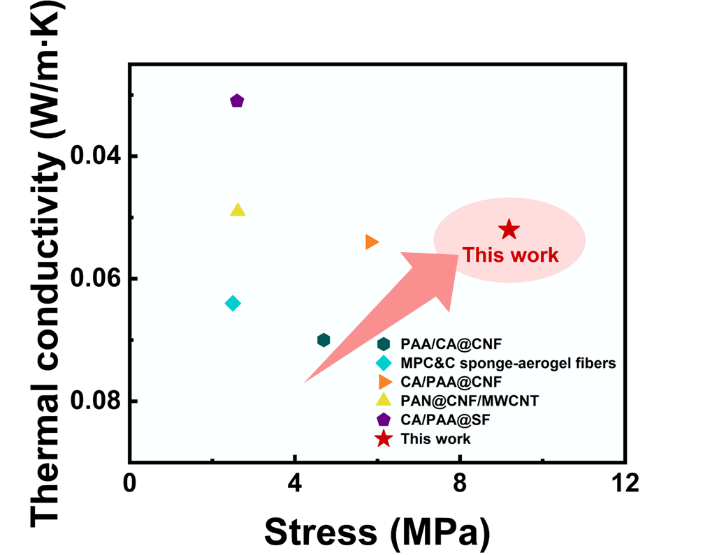 Thermal conductivity (W/m·K)
0.04
0.06
0.08
This work
PAA/CA@CNF
MPC&C sponge-aerogel fibers
CA/PAA@CNF
PAN@CNF/MWCNT
CA/PAA@SF
This work
0 4 8 12
Stress (MPa)